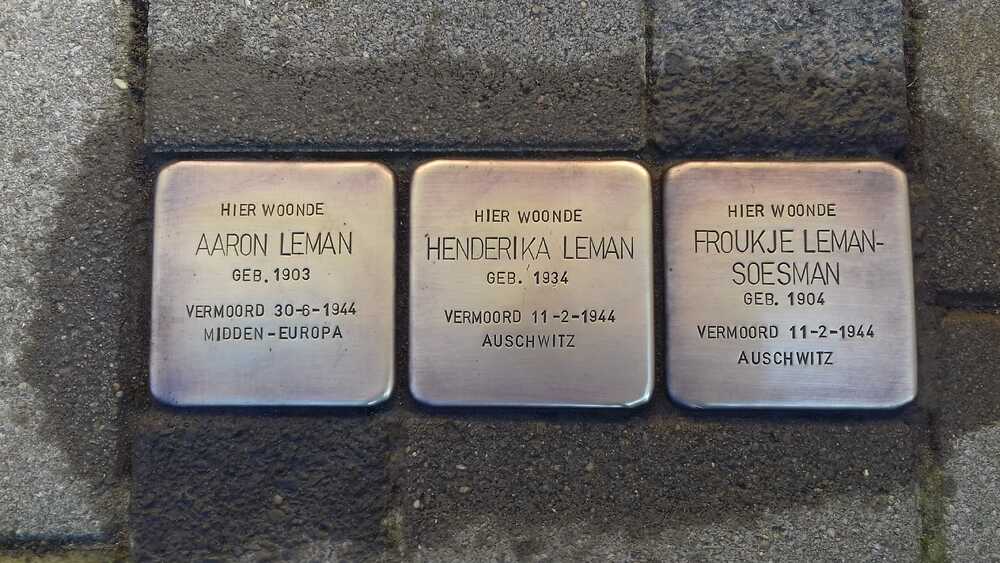 HIER WOONDE
AARON LEMAN
GEB. 1903
VERMOORD 30-6-1944
MIDDEN-EUROPA
HIER WOONDE
HENDERIKA LEMAN
GEB. 1934
VERMOORD 11-2-1944
AUSCHWITZ
HIER WOONDE
FROUKJE LEMAN-
SOESMAN
GEB. 1904
VERMOORD 11-2-1944
AUSCHWITZ